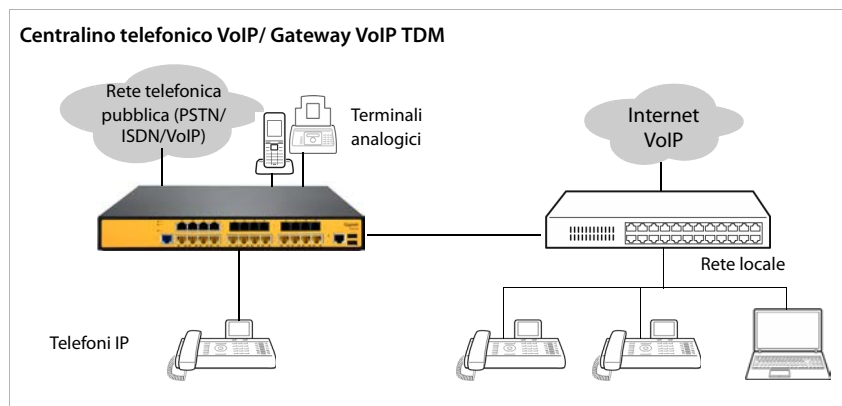 Centralino telefonico VoIP/ Gateway VoIP TDM
Rete telefonica
pubblica (PSTN/
ISDN/VoIP)
Terminali
analogici
Internet
VoIP
Rete locale
Telefoni IP